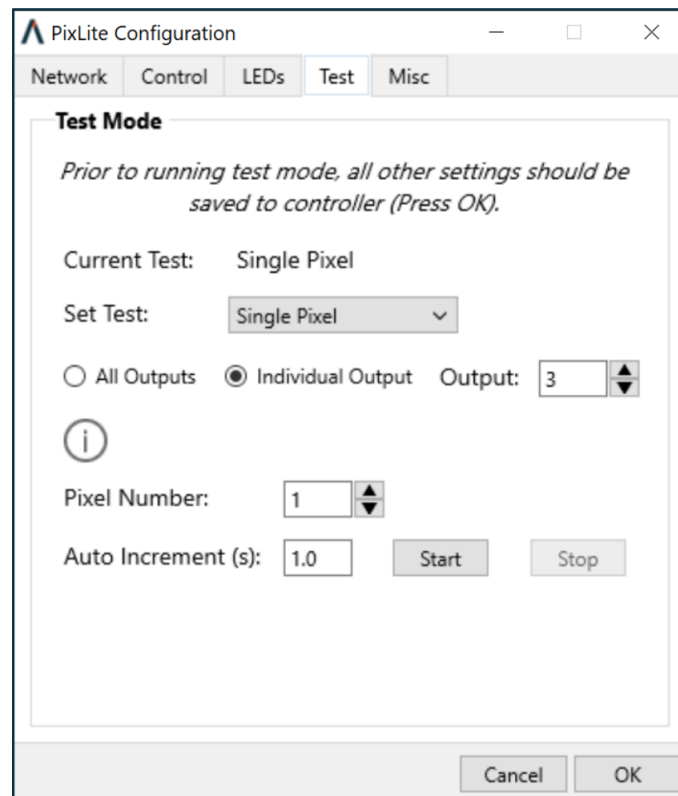 PixLite Configuration
Network Control LEDs Test Misc
Test Mode
Prior to running test mode, all other settings should be
saved to controller (Press OK).
Current Test: Single Pixel
Set Test: Single Pixel
All Outputs Individual Output Output: 3
i
Pixel Number: 1
Auto Increment (s): 1.0 Start Stop
Cancel OK